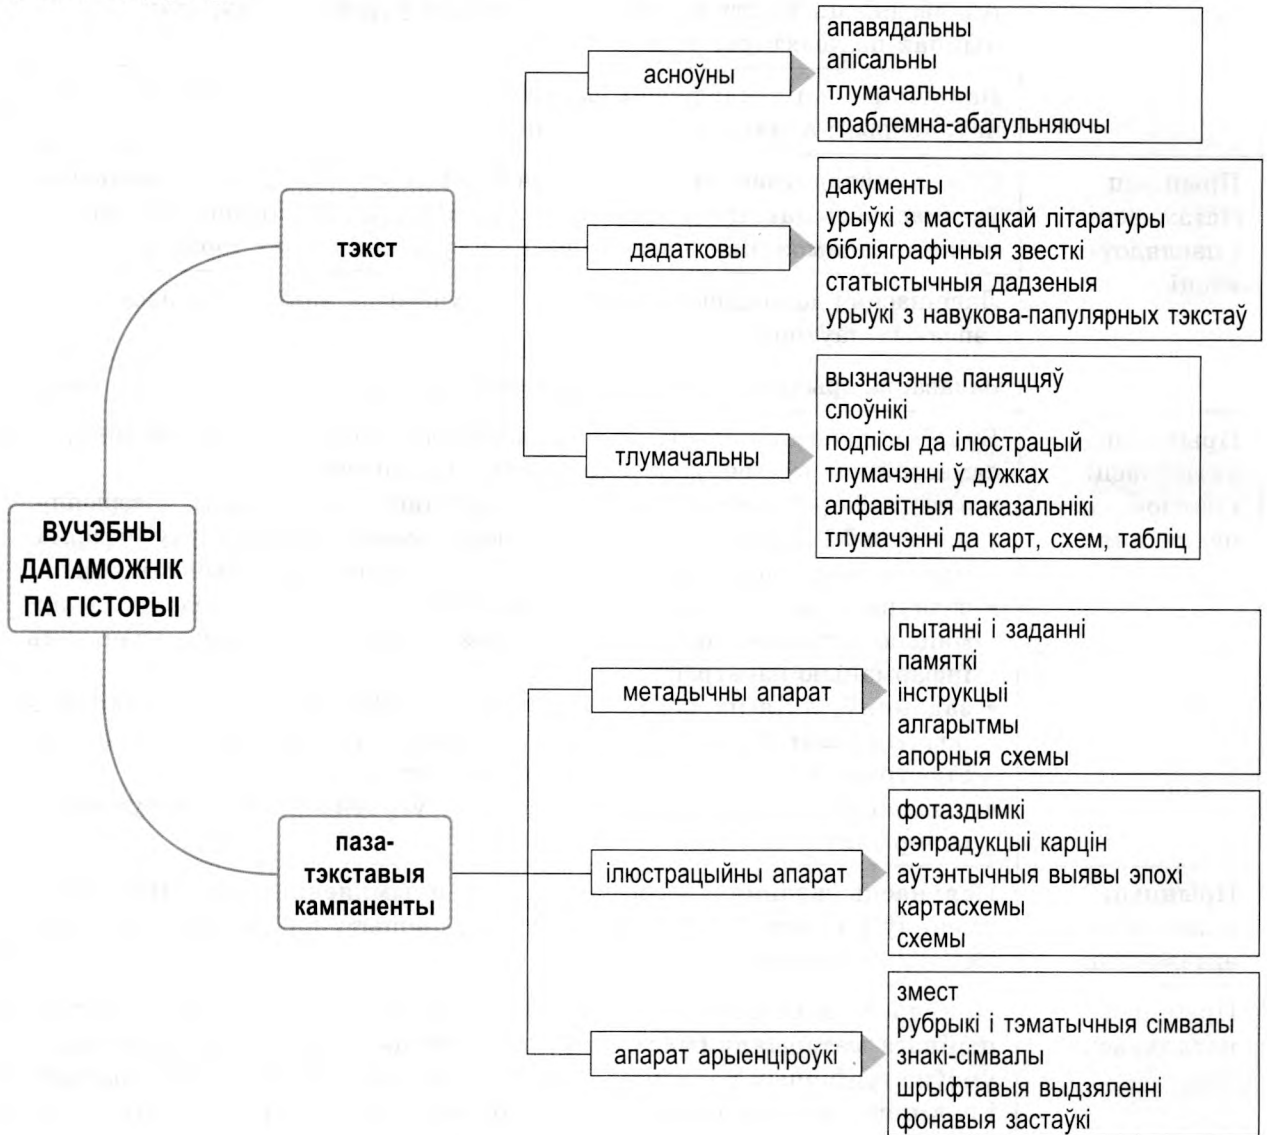 ВУЧЭБНЫ
ДАПАМОЖНІК
ПА ГІСТОРЫІ
тэкст
асноўны
апавядальны
апісальны
тлумачальны
праблемна-абагульняючы
дадатковы
дакументы
урыўкі з мастацкай літаратуры
бібліяграфічныя звесткі
статыстычныя дадзеныя
урыўкі з навукова-папулярных тэкстаў
тлумачальны
вызначэнне паняццяў
слоўнікі
подпісы да ілюстрацый
тлумачэнні ў дужках
алфавітныя паказальнікі
тлумачэнні да карт, схем, табліц
паза-
тэкставыя
кампаненты
метадычны апарат
пытанні і заданні
памяткі
інструкцыі
алгарытмы
апорныя схемы
ілюстрацыйны апарат
фотаздымкі
рэпрадукцыі карцін
аўтэнтычныя выявы эпохі
картасхемы
схемы
апарат арыенціроўкі
змест
рубрыкі і тэматычныя сімвалы
знакі-сімвалы
шрыфтавыя выдзяленні
фонавыя застаўкі